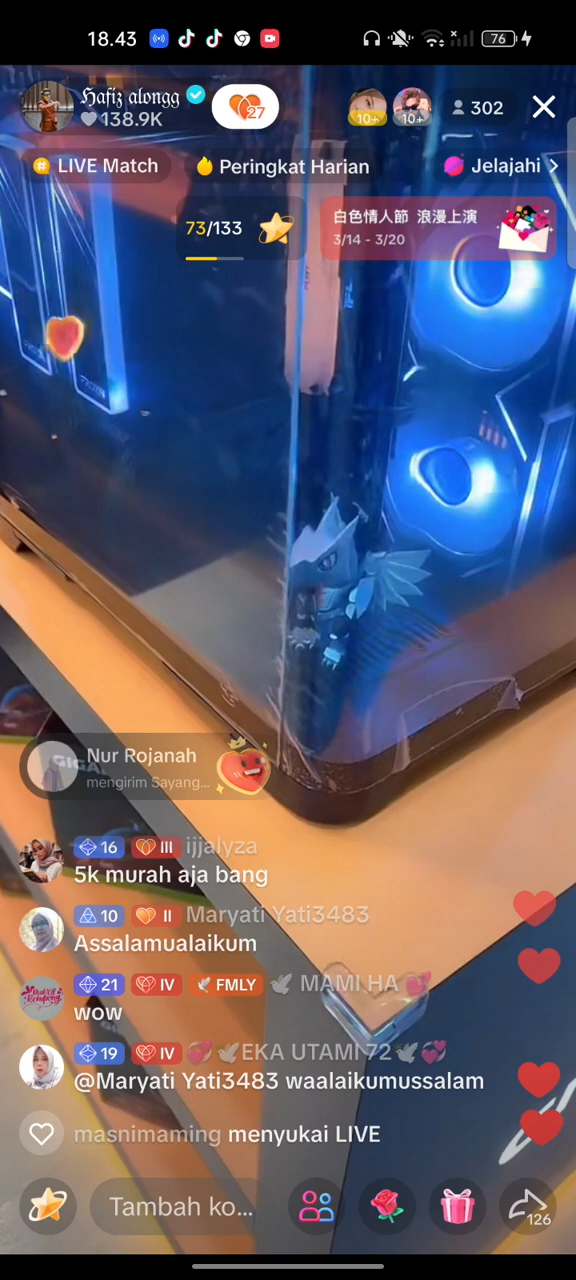 18.43
76
Hafiz alongg
138.9K
27
10+
10+
302
LIVE Match
Peringkat Harian
Jelajahi
73/133
白色情人節 浪漫上演
3/14 - 3/20
Nur Rojanah
mengirim Sayang...
16 III ijjalyza
5k murah aja bang
10 II Maryati Yati3483
Assalamualaikum
21 IV FMLY MAMI HA
wow
19 IV EKA UTAMI 72
@Maryati Yati3483 waalaikumussalam
masnimaming menyukai LIVE
Tambah ko...
126